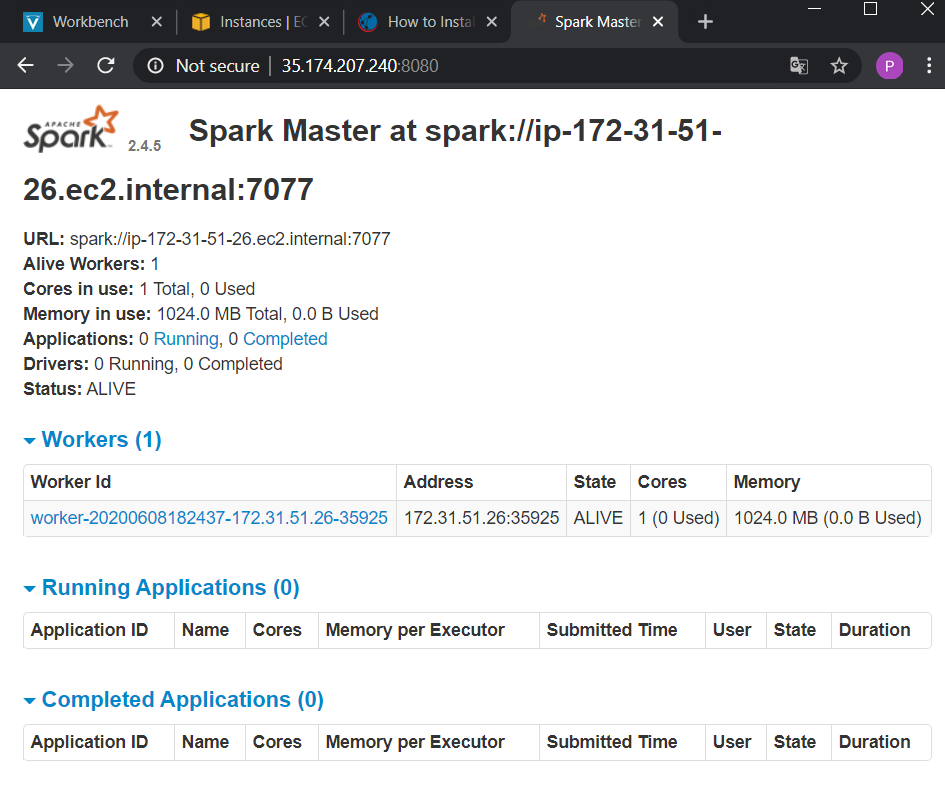 Workbench
Instances | EC
How to Instal
Spark Master
Not secure | 35.174.207.240:8080
P
APACHE
Spark 2.4.5 Spark Master at spark://ip-172-31-51-
26.ec2.internal:7077
URL: spark://ip-172-31-51-26.ec2.internal:7077
Alive Workers: 1
Cores in use: 1 Total, 0 Used
Memory in use: 1024.0 MB Total, 0.0 B Used
Applications: 0 Running, 0 Completed
Drivers: 0 Running, 0 Completed
Status: ALIVE
Workers (1)
Worker Id Address State Cores Memory
worker-20200608182437-172.31.51.26-35925 172.31.51.26:35925 ALIVE 1 (0 Used) 1024.0 MB (0.0 B Used)
Running Applications (0)
Application ID Name Cores Memory per Executor Submitted Time User State Duration
Completed Applications (0)
Application ID Name Cores Memory per Executor Submitted Time User State Duration